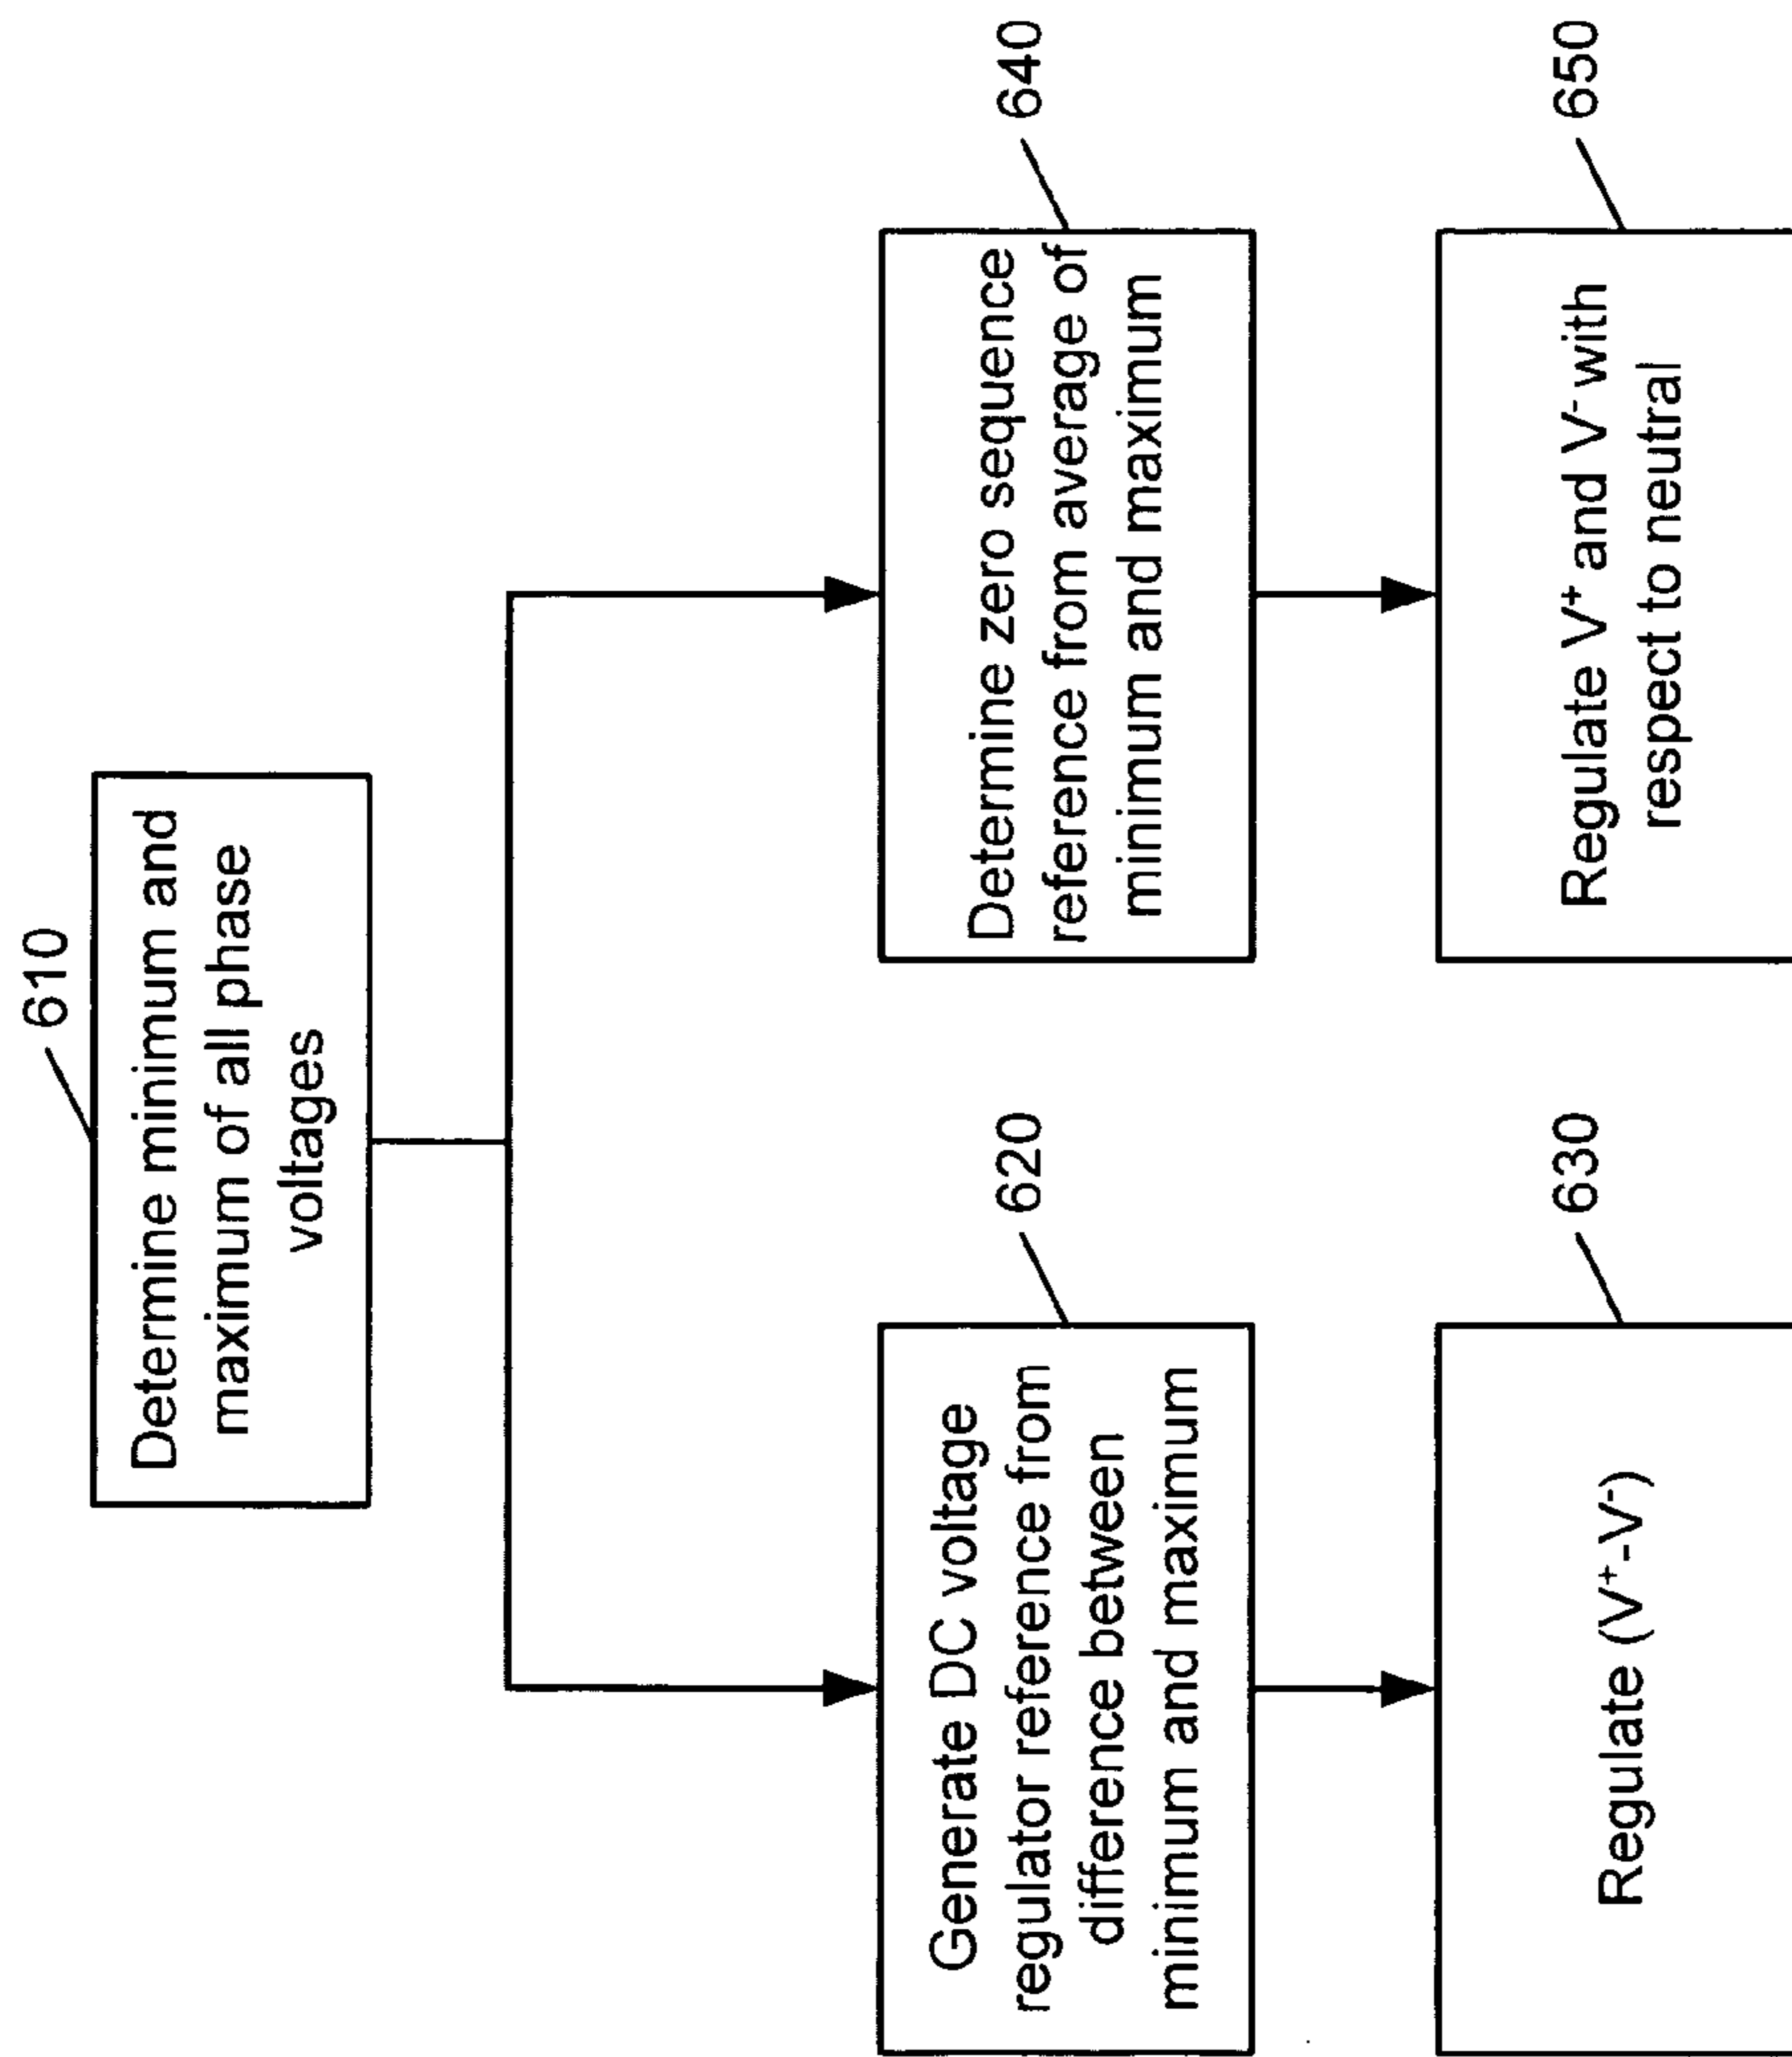 610
Determine minimum and
maximum of all phase
voltages
620
Generate DC voltage
regulator reference from
difference between
minimum and maximum
630
Regulate (V⁺-V⁻)
640
Determine zero sequence
reference from average of
minimum and maximum
650
Regulate V⁺ and V⁻ with
respect to neutral